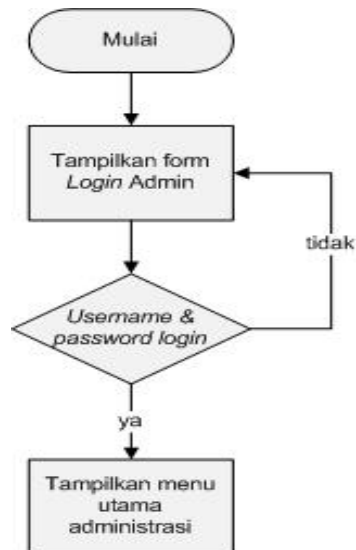 Mulai
Tampilkan form
Login Admin
tidak
Username &
password login
ya
Tampilkan menu
utama
administrasi